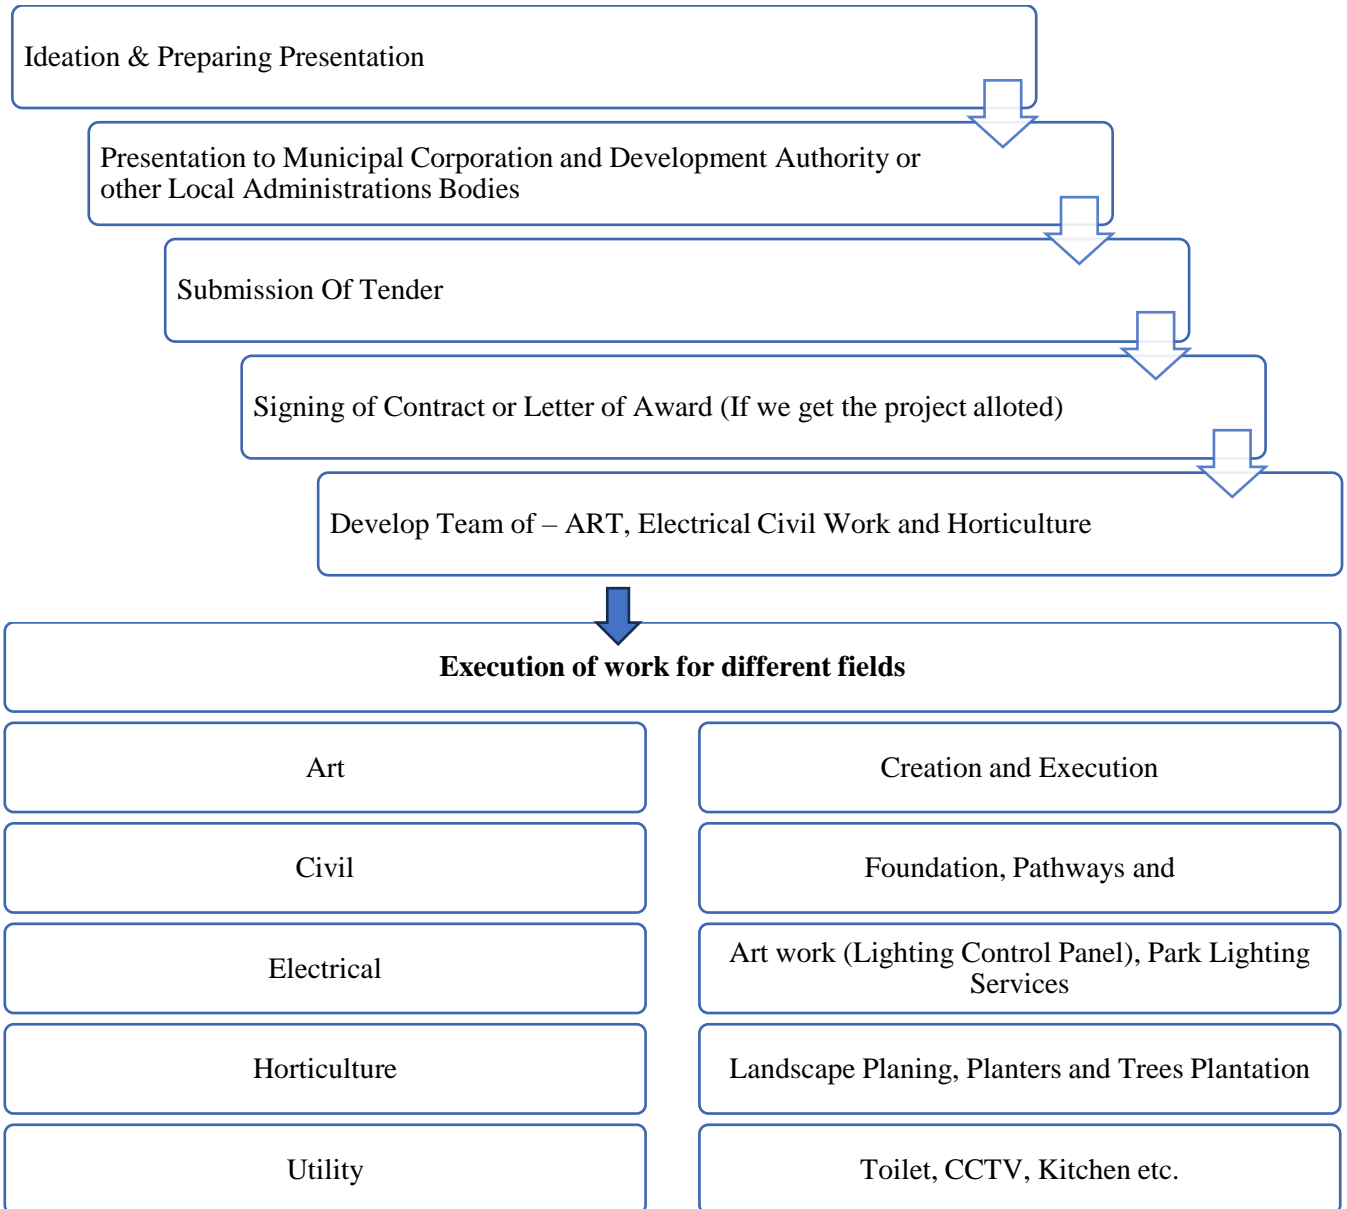 Ideation & Preparing Presentation
Presentation to Municipal Corporation and Development Authority or
other Local Administrations Bodies
Submission Of Tender
Signing of Contract or Letter of Award (If we get the project alloted)
Develop Team of – ART, Electrical Civil Work and Horticulture
Execution of work for different fields
Art
Creation and Execution
Civil
Foundation, Pathways and
Electrical
Art work (Lighting Control Panel), Park Lighting
Services
Horticulture
Landscape Planing, Planters and Trees Plantation
Utility
Toilet, CCTV, Kitchen etc.